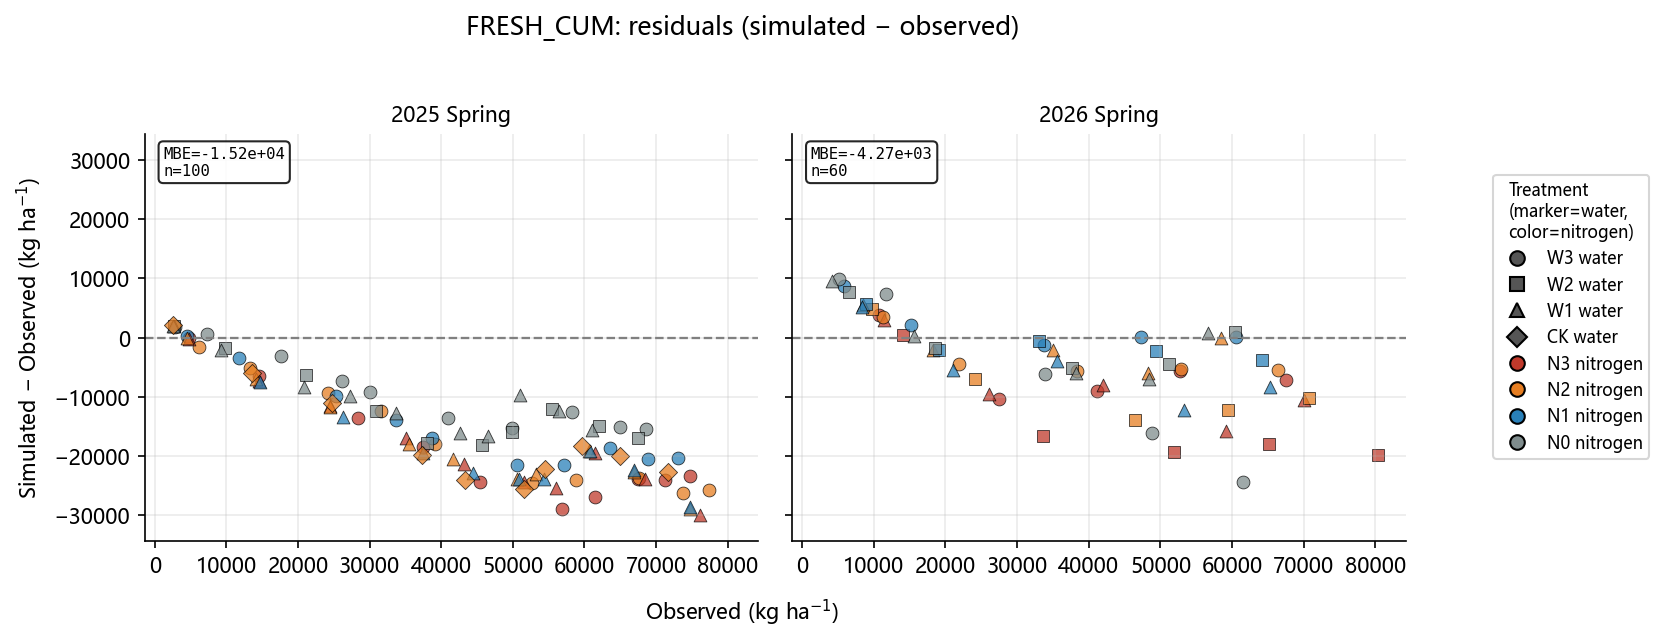 FRESH_CUM: residuals (simulated − observed)
2025 Spring
2026 Spring
MBE=-1.52e+04
n=100
MBE=-4.27e+03
n=60
Simulated − Observed (kg ha⁻¹)
30000
20000
10000
0
−10000
−20000
−30000
0 10000 20000 30000 40000 50000 60000 70000 80000
0 10000 20000 30000 40000 50000 60000 70000 80000
Observed (kg ha⁻¹)
Treatment
(marker=water,
color=nitrogen)
W3 water
W2 water
W1 water
CK water
N3 nitrogen
N2 nitrogen
N1 nitrogen
N0 nitrogen